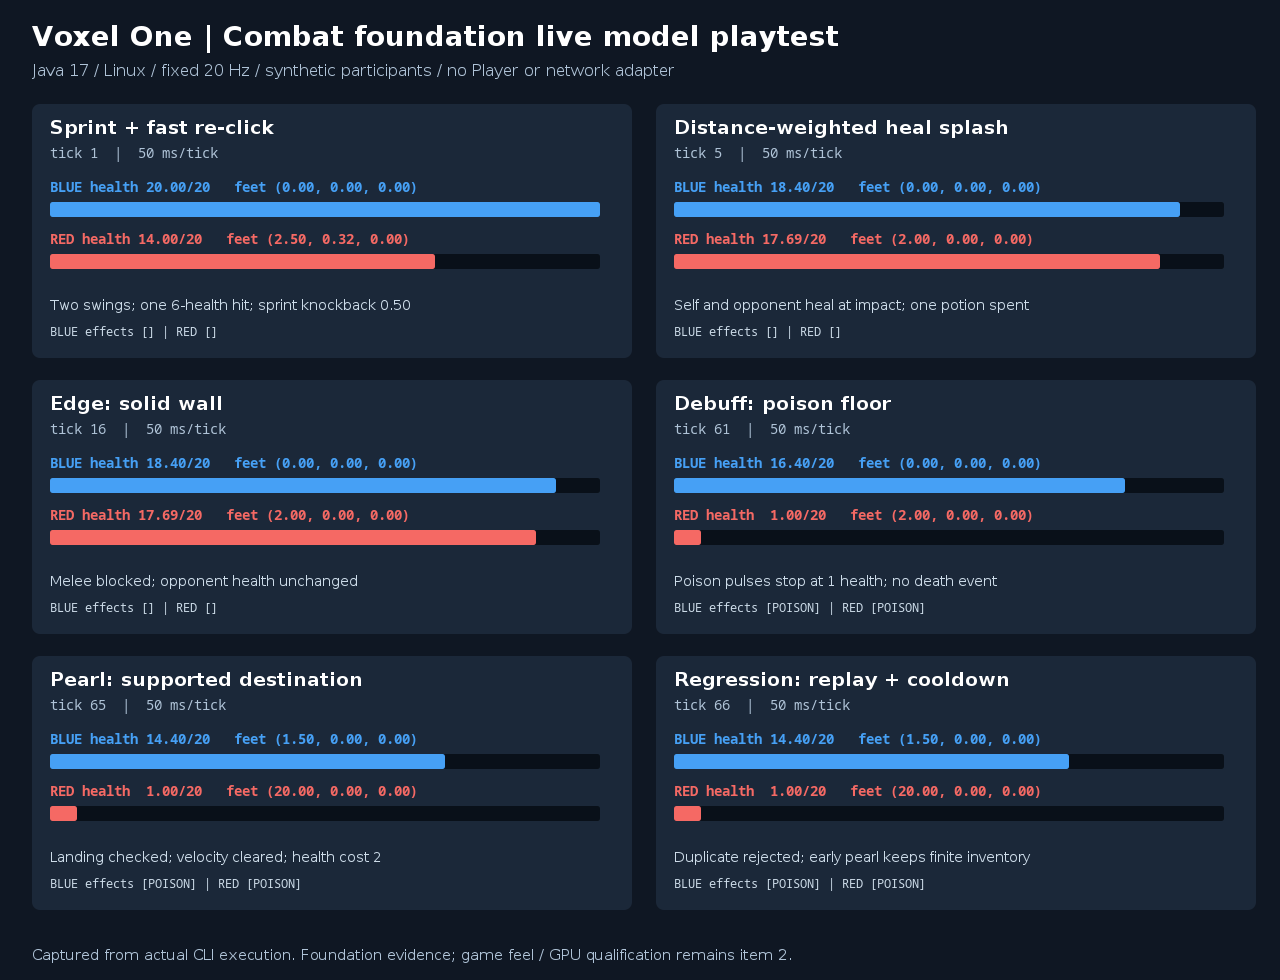 Voxel One | Combat foundation live model playtest
Java 17 / Linux / fixed 20 Hz / synthetic participants / no Player or network adapter
Sprint + fast re-click
tick 1 | 50 ms/tick
BLUE health 20.00/20 feet (0.00, 0.00, 0.00)
RED health 14.00/20 feet (2.50, 0.32, 0.00)
Two swings; one 6-health hit; sprint knockback 0.50
BLUE effects [] | RED []
Distance-weighted heal splash
tick 5 | 50 ms/tick
BLUE health 18.40/20 feet (0.00, 0.00, 0.00)
RED health 17.69/20 feet (2.00, 0.00, 0.00)
Self and opponent heal at impact; one potion spent
BLUE effects [] | RED []
Edge: solid wall
tick 16 | 50 ms/tick
BLUE health 18.40/20 feet (0.00, 0.00, 0.00)
RED health 17.69/20 feet (2.00, 0.00, 0.00)
Melee blocked; opponent health unchanged
BLUE effects [] | RED []
Debuff: poison floor
tick 61 | 50 ms/tick
BLUE health 16.40/20 feet (0.00, 0.00, 0.00)
RED health 1.00/20 feet (2.00, 0.00, 0.00)
Poison pulses stop at 1 health; no death event
BLUE effects [POISON] | RED [POISON]
Pearl: supported destination
tick 65 | 50 ms/tick
BLUE health 14.40/20 feet (1.50, 0.00, 0.00)
RED health 1.00/20 feet (20.00, 0.00, 0.00)
Landing checked; velocity cleared; health cost 2
BLUE effects [POISON] | RED [POISON]
Regression: replay + cooldown
tick 66 | 50 ms/tick
BLUE health 14.40/20 feet (1.50, 0.00, 0.00)
RED health 1.00/20 feet (20.00, 0.00, 0.00)
Duplicate rejected; early pearl keeps finite inventory
BLUE effects [POISON] | RED [POISON]
Captured from actual CLI execution. Foundation evidence; game feel / GPU qualification remains item 2.